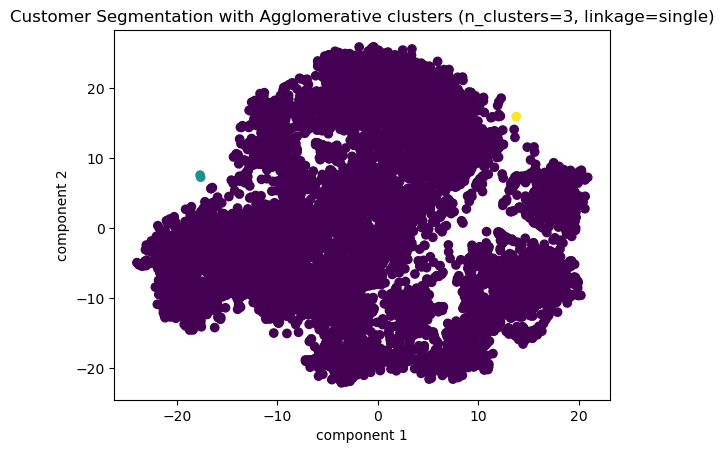 Customer Segmentation with Agglomerative clusters (n_clusters=3, linkage=single)
component 2
20
10
0
−10
−20
−20 −10 0 10 20
component 1